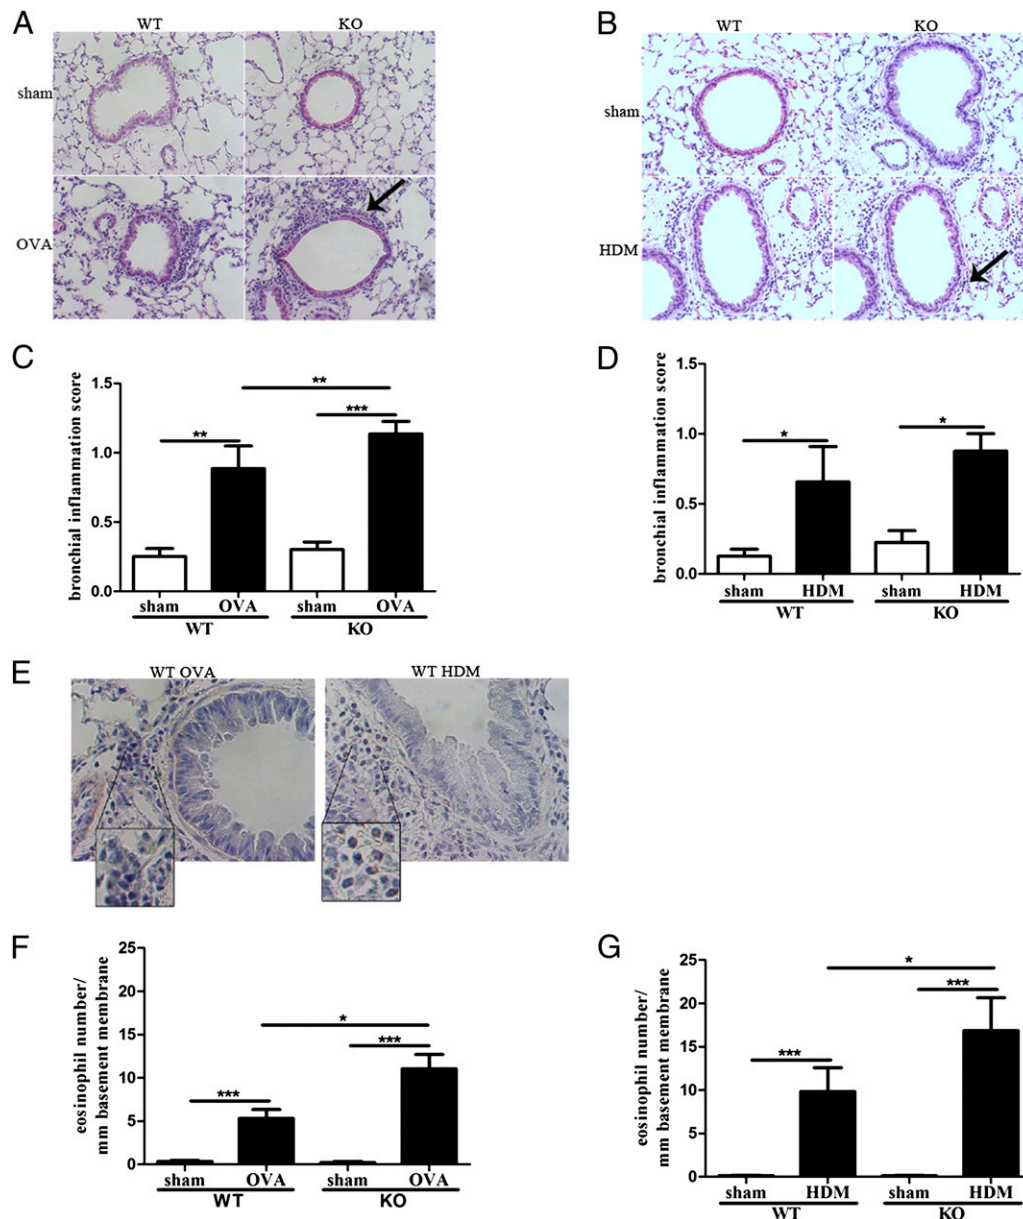 A
WT KO
sham
OVA
B
WT KO
sham
HDM
C
bronchial inflammation score
1.5
1.0
0.5
0.0
**
**
***
sham OVA sham OVA
WT KO
D
bronchial inflammation score
1.5
1.0
0.5
0.0
*
*
sham HDM sham HDM
WT KO
E
WT OVA WT HDM
F
eosinophil number/
mm basement membrane
25
20
15
10
5
0
*
***
***
sham OVA sham OVA
WT KO
G
eosinophil number/
mm basement membrane
25
20
15
10
5
0
*
***
***
sham HDM sham HDM
WT KO